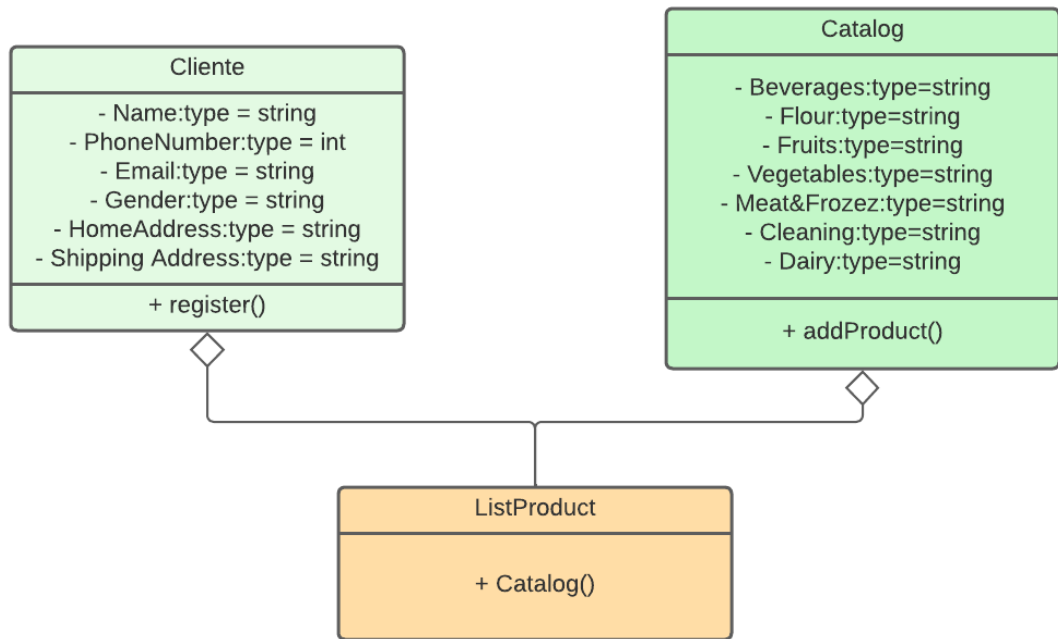 Cliente
- Name:type = string
- PhoneNumber:type = int
- Email:type = string
- Gender:type = string
- HomeAddress:type = string
- Shipping Address:type = string
+ register()
Catalog
- Beverages:type=string
- Flour:type=string
- Fruits:type=string
- Vegetables:type=string
- Meat&Frozez:type=string
- Cleaning:type=string
- Dairy:type=string
+ addProduct()
ListProduct
+ Catalog()